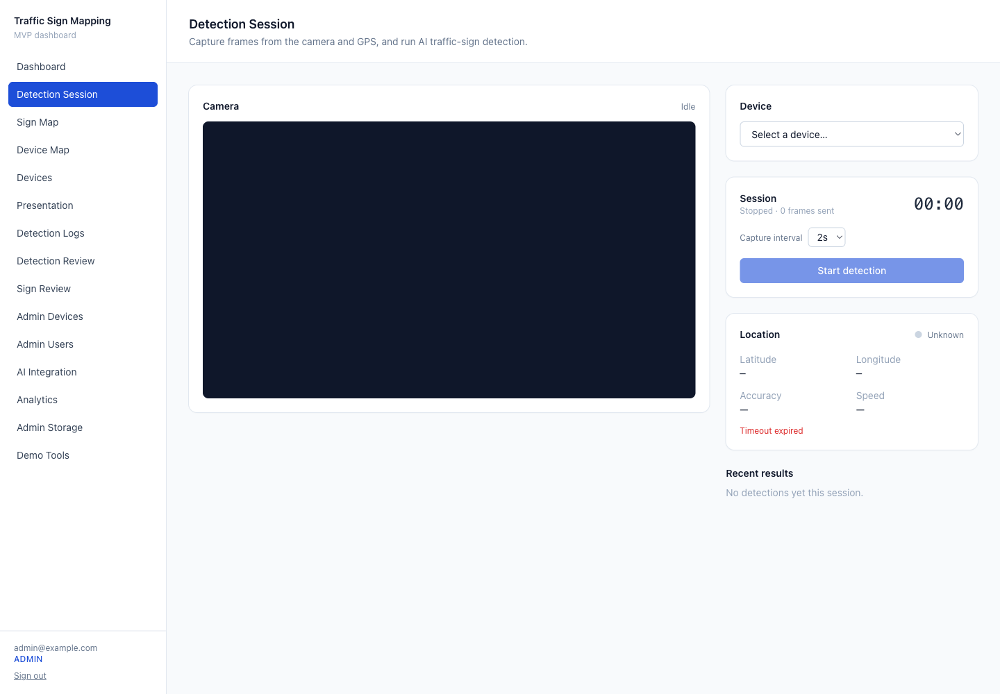 Traffic Sign Mapping
MVP dashboard
Dashboard
Detection Session
Sign Map
Device Map
Devices
Presentation
Detection Logs
Detection Review
Sign Review
Admin Devices
Admin Users
AI Integration
Analytics
Admin Storage
Demo Tools
admin@example.com
ADMIN
Sign out
Detection Session
Capture frames from the camera and GPS, and run AI traffic-sign detection.
Camera
Idle
Device
Select a device...
Session
Stopped · 0 frames sent
00:00
Capture interval
2s
Start detection
Location
Unknown
Latitude
Longitude
–
–
Accuracy
Speed
—
—
Timeout expired
Recent results
No detections yet this session.